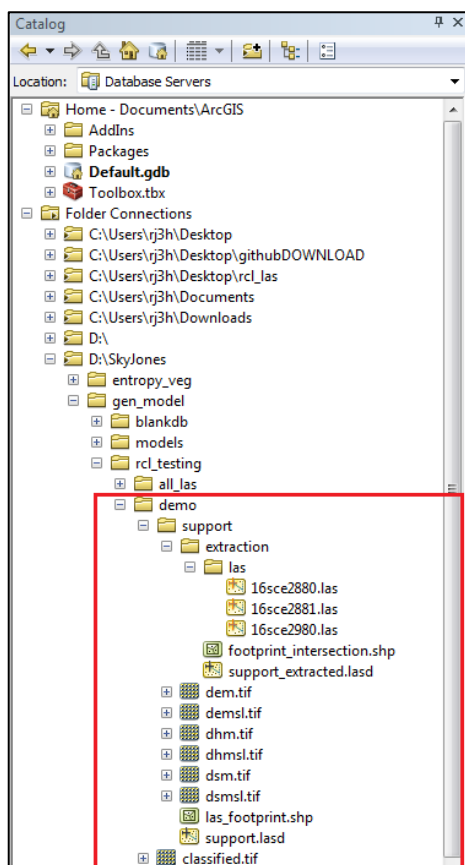 Catalog
Location: Database Servers
Home - Documents\ArcGIS
AddIns
Packages
Default.gdb
Toolbox.tbx
Folder Connections
C:\Users\rj3h\Desktop
C:\Users\rj3h\Desktop\githubDOWNLOAD
C:\Users\rj3h\Desktop\rcl_las
C:\Users\rj3h\Documents
C:\Users\rj3h\Downloads
D:\
D:\SkyJones
entropy_veg
gen_model
blankdb
models
rcl_testing
all_las
demo
support
extraction
las
16sce2880.las
16sce2881.las
16sce2980.las
footprint_intersection.shp
support_extracted.lasd
dem.tif
demsl.tif
dhm.tif
dhmsl.tif
dsm.tif
dsmsl.tif
las_footprint.shp
support.lasd
classified.tif